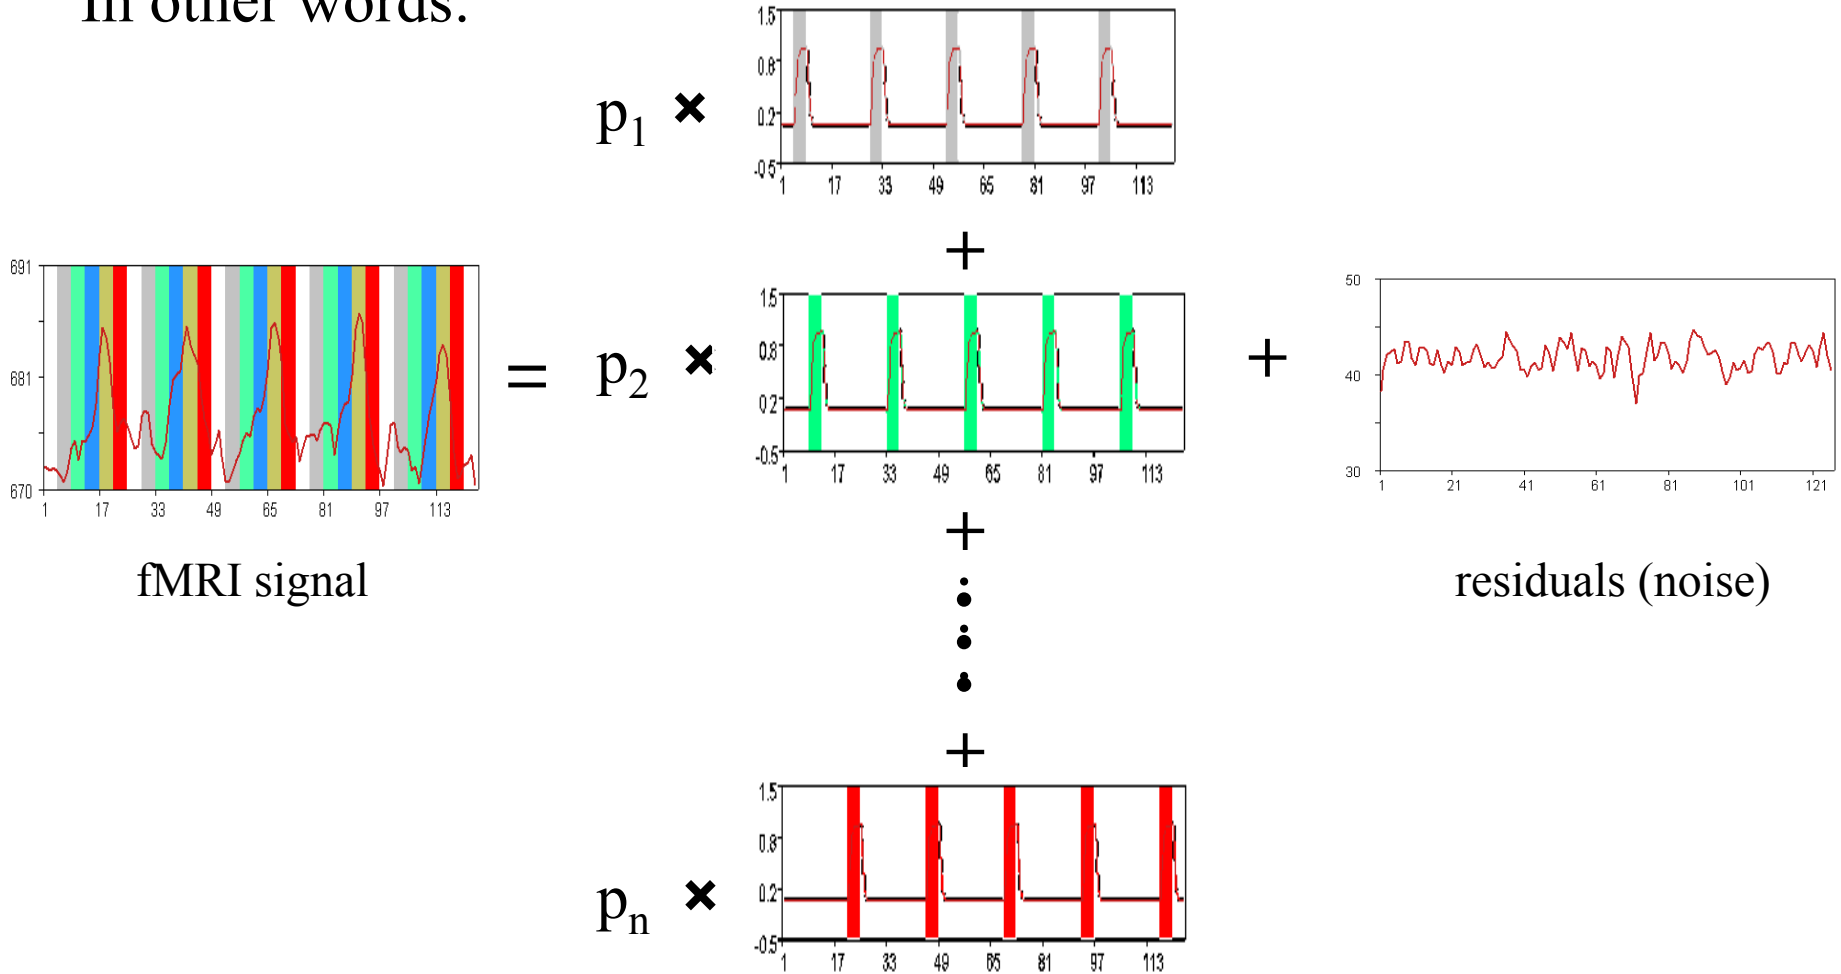 In other words:
p1 ×
1.5
0.8
0.2
-0.5
1 17 33 49 65 81 97 113
+
691
681
670
1 17 33 49 65 81 97 113
fMRI signal
=
p2 ×
1.5
0.8
0.2
-0.5
1 17 33 49 65 81 97 113
+
50
40
30
1 21 41 61 81 101 121
residuals (noise)
+
+
pn ×
1.5
0.8
0.2
-0.5
1 17 33 49 65 81 97 113